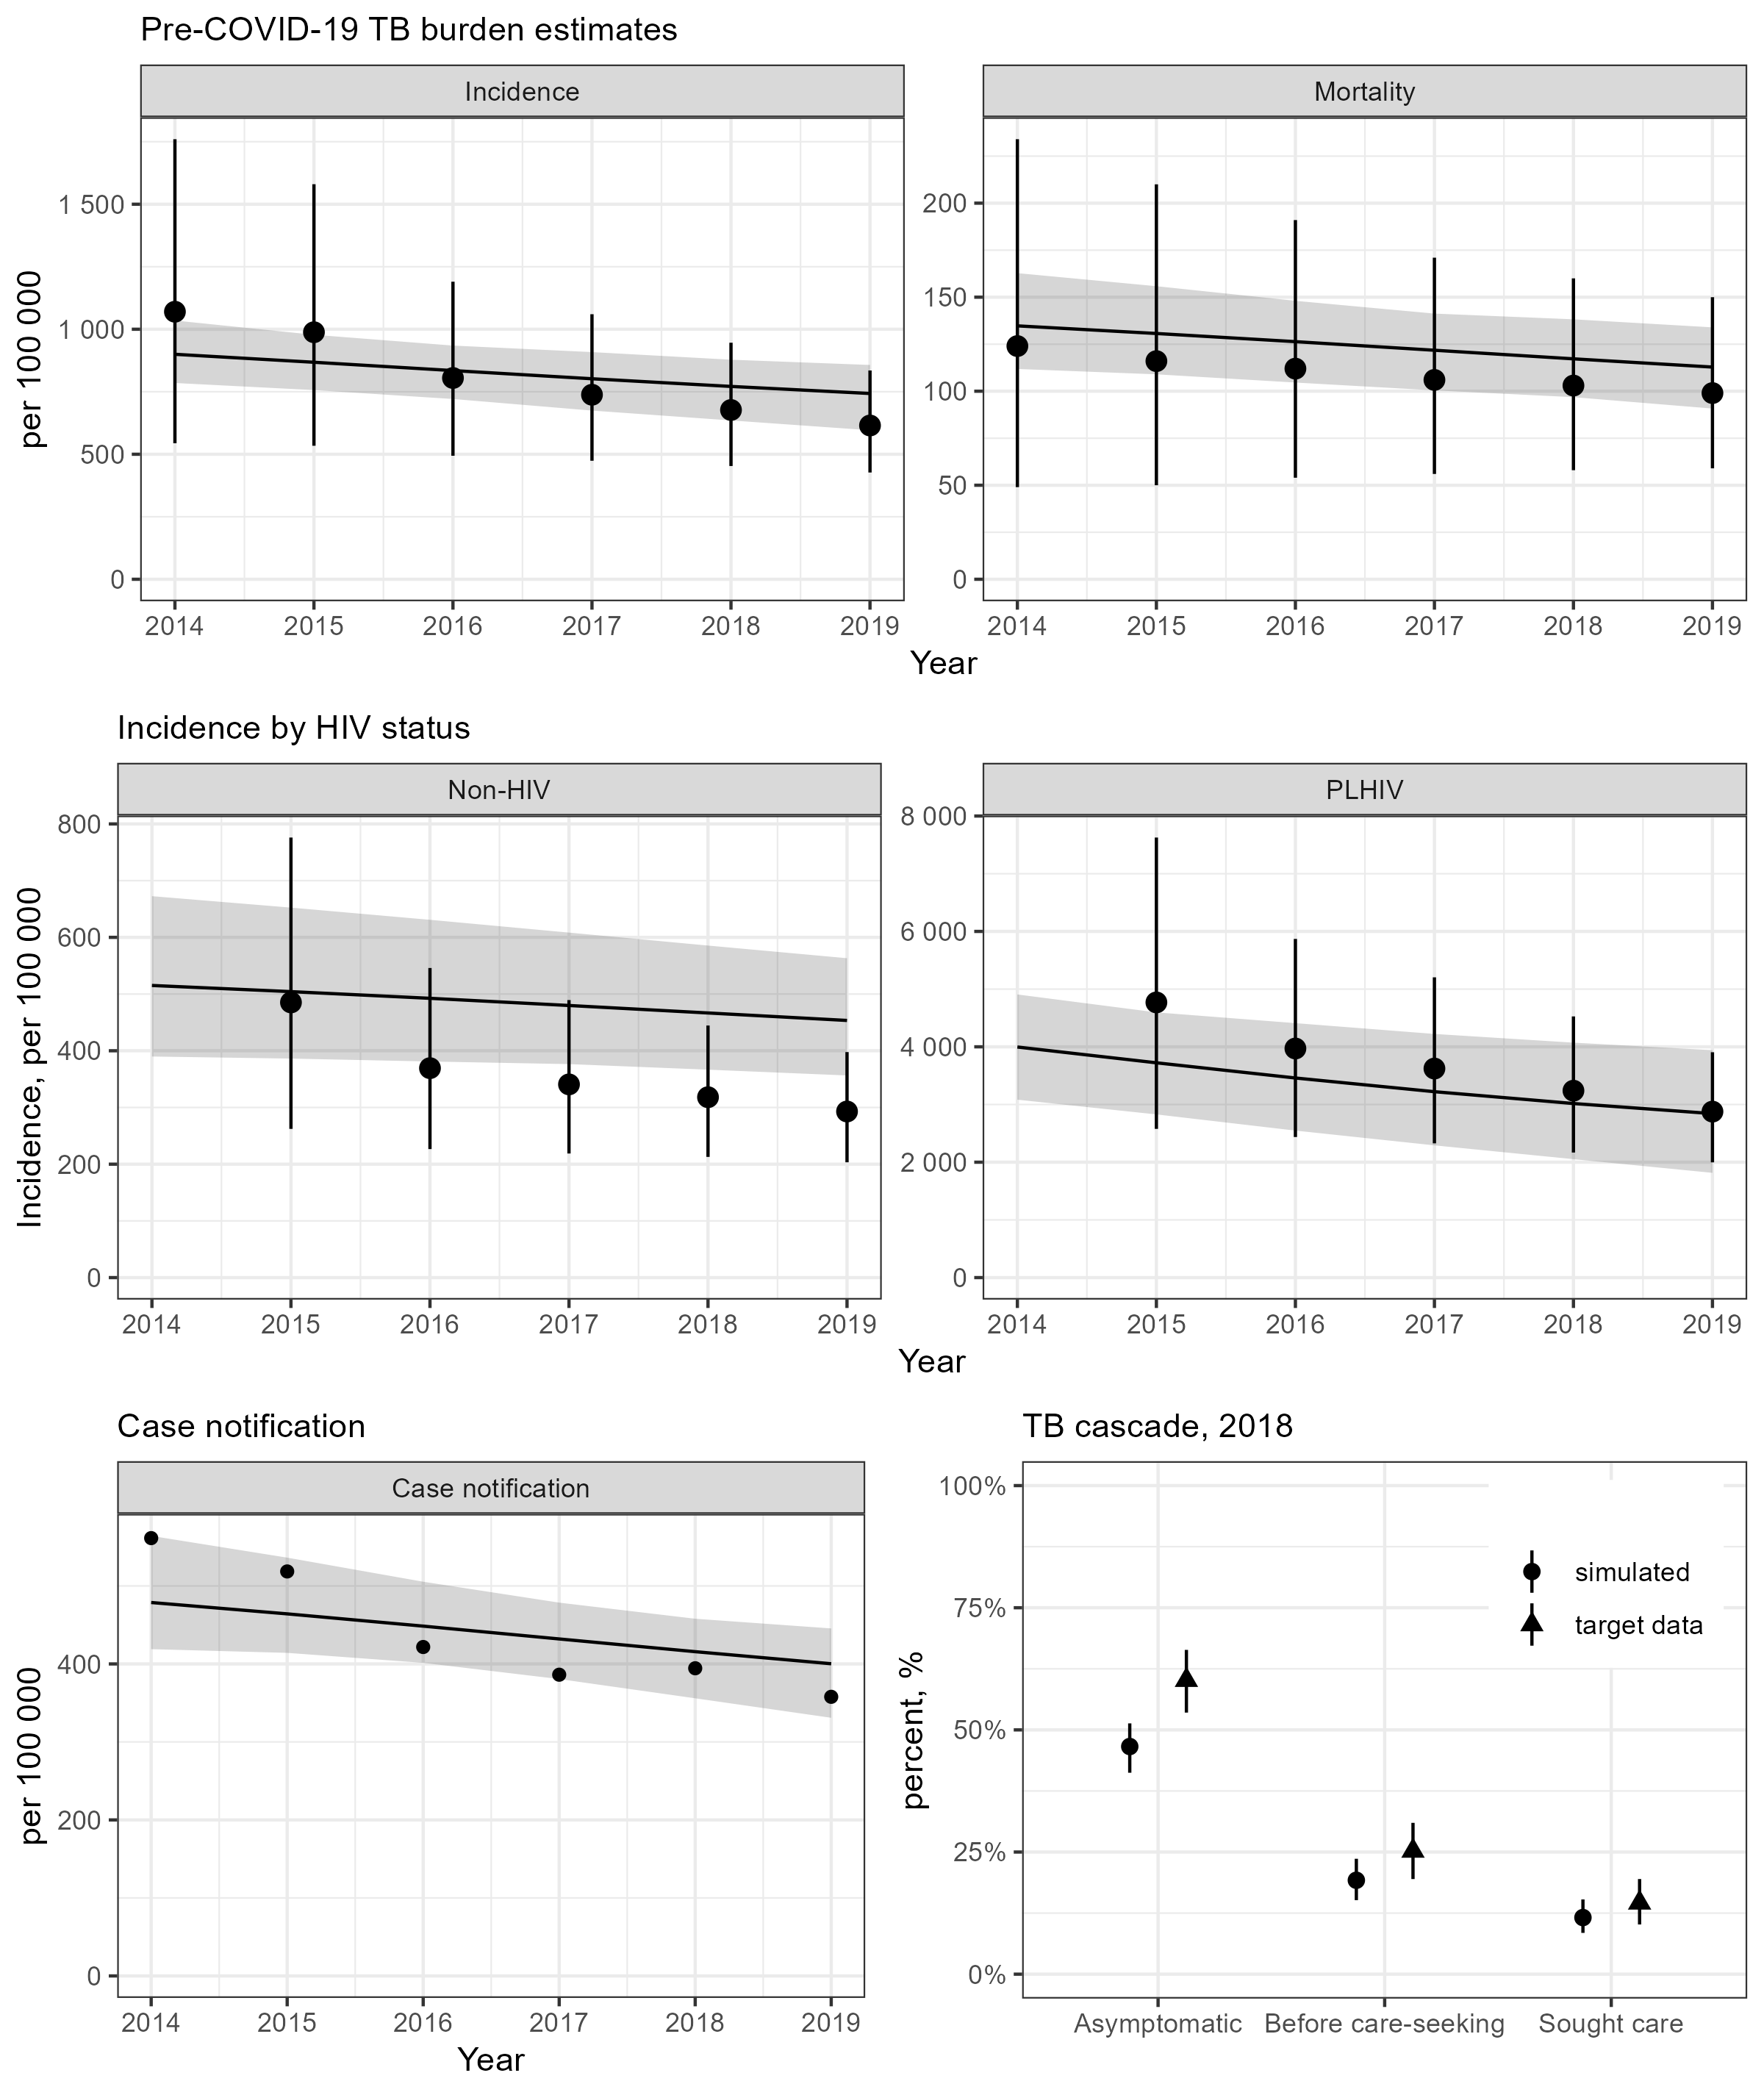 Pre-COVID-19 TB burden estimates
Incidence
Mortality
per 100 000
1 500
1 000
500
0
200
150
100
50
0
2014 2015 2016 2017 2018 2019
2014 2015 2016 2017 2018 2019
Year
Incidence by HIV status
Non-HIV
PLHIV
Incidence, per 100 000
800
600
400
200
0
8 000
6 000
4 000
2 000
0
2014 2015 2016 2017 2018 2019
2014 2015 2016 2017 2018 2019
Year
Case notification
Case notification
per 100 000
400
200
0
2014 2015 2016 2017 2018 2019
Year
TB cascade, 2018
percent, %
100%
75%
50%
25%
0%
simulated
target data
Asymptomatic Before care-seeking Sought care